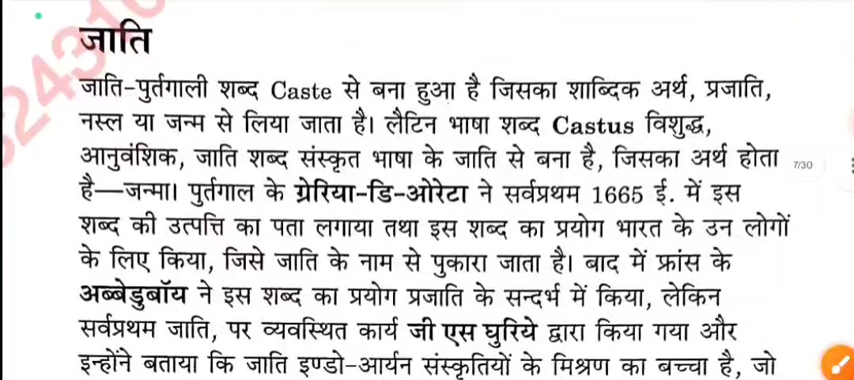 जाति
जाति-पुर्तगाली शब्द Caste से बना हुआ है जिसका शाब्दिक अर्थ, प्रजाति,
नस्ल या जन्म से लिया जाता है। लैटिन भाषा शब्द Castus विशुद्ध,
आनुवंशिक, जाति शब्द संस्कृत भाषा के जाति से बना है, जिसका अर्थ होता
7/30
है—जन्मा। पुर्तगाल के ग्रेरिया-डि-ओरेटा ने सर्वप्रथम 1665 ई. में इस
शब्द की उत्पत्ति का पता लगाया तथा इस शब्द का प्रयोग भारत के उन लोगों
के लिए किया, जिसे जाति के नाम से पुकारा जाता है। बाद में फ्रांस के
अब्बेडुबॉय ने इस शब्द का प्रयोग प्रजाति के सन्दर्भ में किया, लेकिन
सर्वप्रथम जाति, पर व्यवस्थित कार्य जी एस घुरिये द्वारा किया गया और
इन्होंने बताया कि जाति इण्डो-आर्यन संस्कृतियों के मिश्रण का बच्चा है, जो